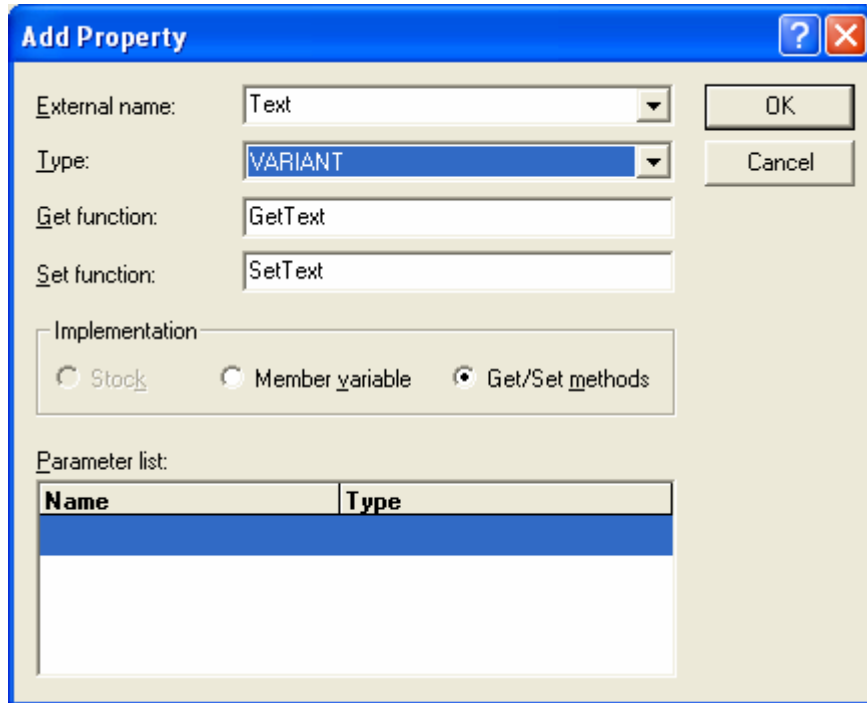 Add Property
External name: Text OK
Type: VARIANT Cancel
Get function: GetText
Set function: SetText
Implementation
Stock Member variable Get/Set methods
Parameter list:
Name Type